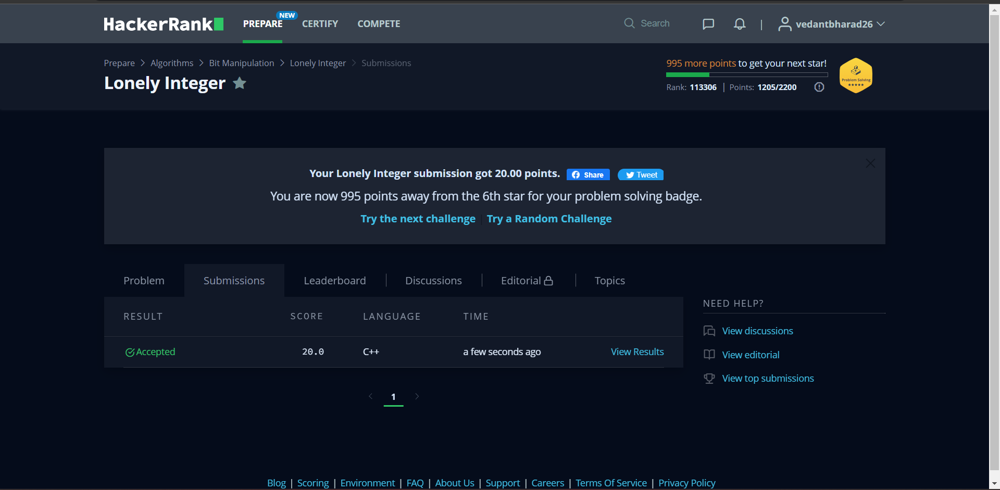 HackerRank PREPARE NEW CERTIFY COMPETE Search | vedantbharad26
Prepare > Algorithms > Bit Manipulation > Lonely Integer > Submissions
Lonely Integer
995 more points to get your next star!
Rank: 113306 | Points: 1205/2200
Problem Solving
Your Lonely Integer submission got 20.00 points. Share Tweet
You are now 995 points away from the 6th star for your problem solving badge.
Try the next challenge | Try a Random Challenge
Problem Submissions Leaderboard | Discussions | Editorial | Topics
RESULT SCORE LANGUAGE TIME
Accepted 20.0 C++ a few seconds ago View Results
1
NEED HELP?
View discussions
View editorial
View top submissions
Blog | Scoring | Environment | FAQ | About Us | Support | Careers | Terms Of Service | Privacy Policy